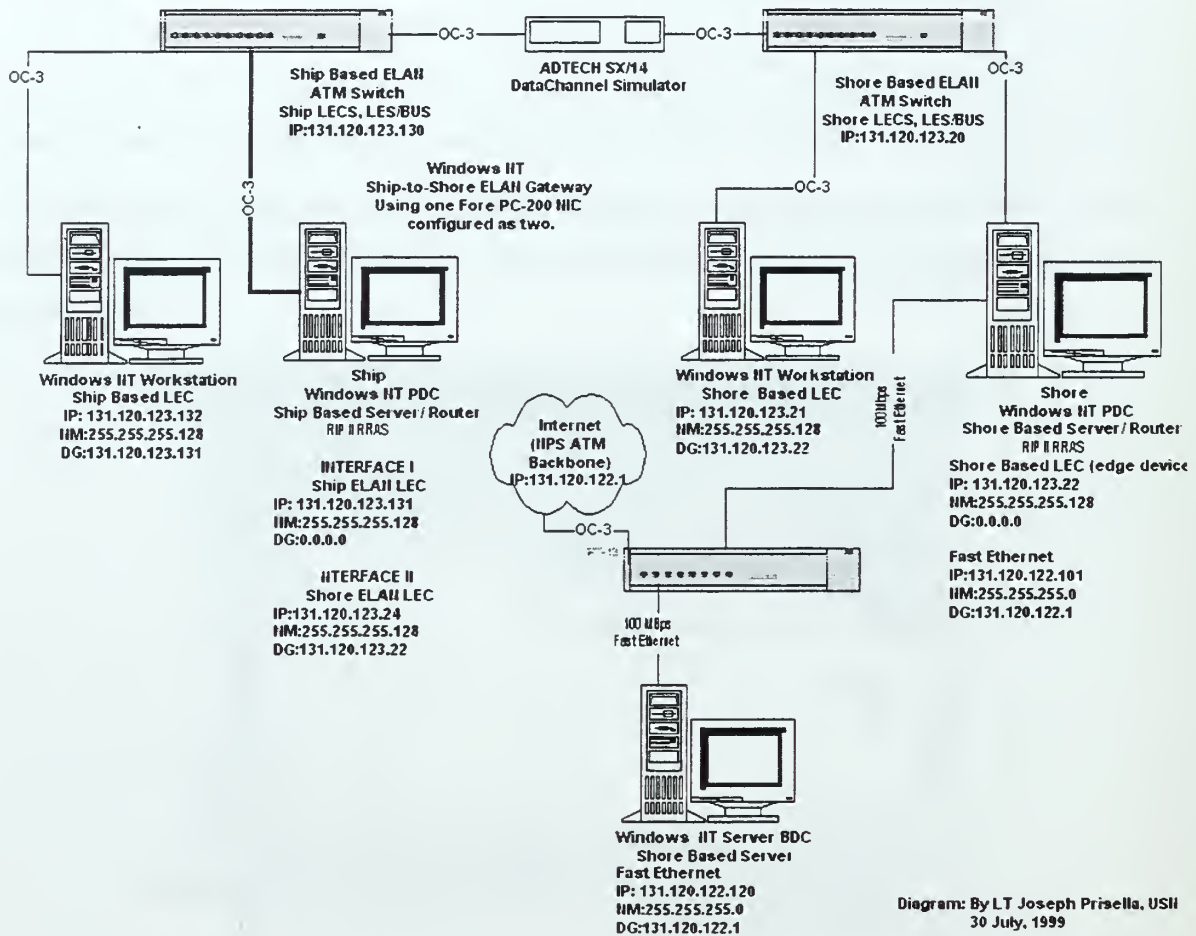 OC-3
OC-3
OC-3
OC-3
Ship Based ELAN
ATM Switch
Ship LECS, LES/BUS
IP:131.120.123.130
ADTECH SX/14
DataChannel Simulator
Shore Based ELAN
ATM Switch
Shore LECS, LES/BUS
IP:131.120.123.20
OC-3
OC-3
Windows NT
Ship-to-Shore ELAN Gateway
Using one Fore PC-200 NIC
configured as two.
Windows NT Workstation
Ship Based LEC
IP: 131.120.123.132
NM:255.255.255.128
DG:131.120.123.131
Ship
Windows NT PDC
Ship Based Server/Router
RIP II RRAS
INTERFACE I
Ship ELAN LEC
IP: 131.120.123.131
NM:255.255.255.128
DG:0.0.0.0
NTERFACE II
Shore ELAN LEC
IP:131.120.123.24
NM:255.255.255.128
DG:131.120.123.22
Windows NT Workstation
Shore Based LEC
IP: 131.120.123.21
NM:255.255.255.128
DG:131.120.123.22
100Mbps
Fast Ethernet
Shore
Windows NT PDC
Shore Based Server/Router
RIP II RRAS
Shore Based LEC (edge device
IP: 131.120.123.22
NM:255.255.255.128
DG:0.0.0.0
Fast Ethernet
IP:131.120.122.101
NM:255.255.255.0
DG:131.120.122.1
Internet
(NPS ATM
Backbone)
IP:131.120.122.1
OC-3
100 MBps
Fast Ethernet
Windows NT Server BDC
Shore Based Server
Fast Ethernet
IP: 131.120.122.120
NM:255.255.255.0
DG:131.120.122.1
Diagram: By LT Joseph Prisella, USN
30 July, 1999